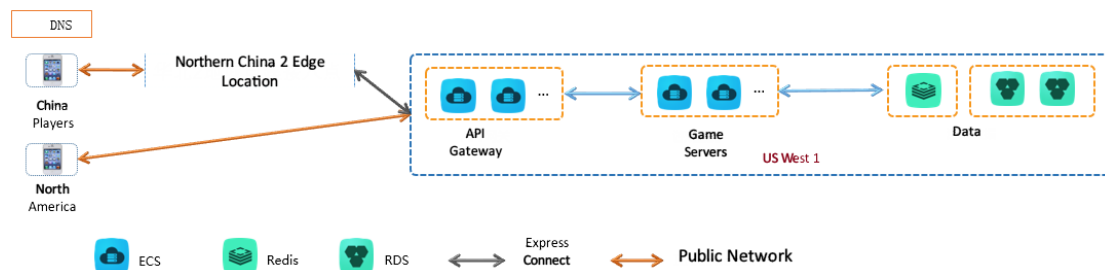 DNS
Northern China 2 Edge
Location
China
Players
North
America
...
API
Gateway
...
Game
Servers
Data
US West 1
ECS
Redis
RDS
Express
Connect
Public Network